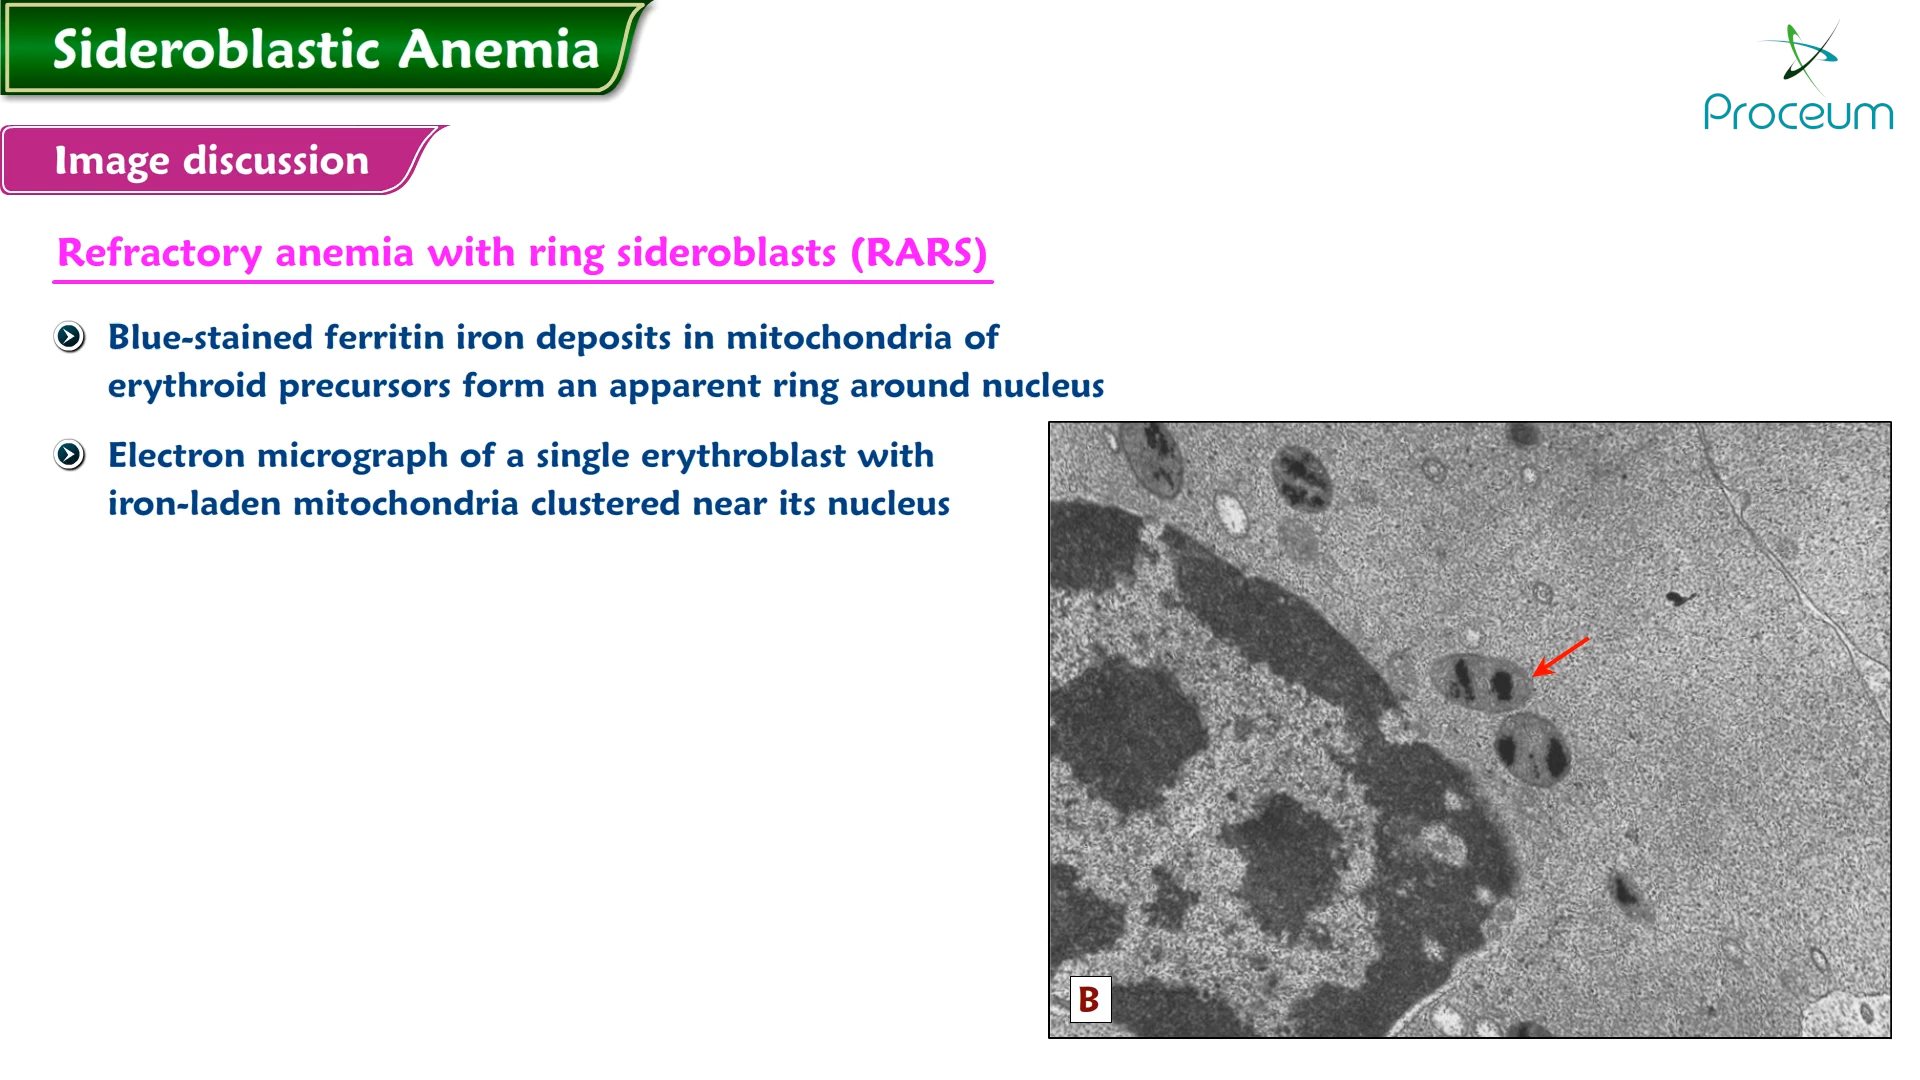 Sideroblastic Anemia
Proceum
Image discussion
Refractory anemia with ring sideroblasts (RARS)
Blue-stained ferritin iron deposits in mitochondria of
erythroid precursors form an apparent ring around nucleus
Electron micrograph of a single erythroblast with
iron-laden mitochondria clustered near its nucleus
B